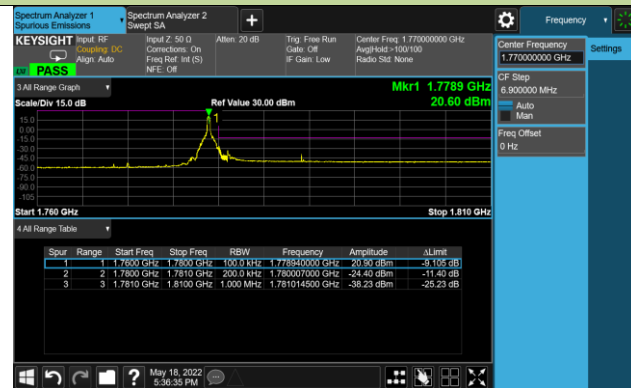 Spectrum Analyzer 1
Spurious Emissions
Spectrum Analyzer 2
Swept SA
+
Frequency
KEYSIGHT
Input: RF
Coupling: DC
Align: Auto
Input Z: 50 Ω
Corrections: On
Freq Ref: Int (S)
NFE: Off
Atten: 20 dB
Trig: Free Run
Gate: Off
IF Gain: Low
Center Freq: 1.770000000 GHz
Avg|Hold:>100/100
Radio Std: None
PASS
Center Frequency
1.770000000 GHz
Settings
CF Step
6.900000 MHz
Auto
Man
Freq Offset
0 Hz
3 All Range Graph
Mkr1 1.7789 GHz
Scale/Div 15.0 dB
Ref Value 30.00 dBm
20.60 dBm
1
15.0
0.00
-15.0
-30.0
-45.0
-60.0
-75.0
-90.0
-105
Start 1.760 GHz
Stop 1.810 GHz
4 All Range Table
Spur Range Start Freq Stop Freq RBW Frequency Amplitude ΔLimit
1 1 1.7600 GHz 1.7800 GHz 100.0 kHz 1.778940000 GHz 20.90 dBm -9.105 dB
2 2 1.7800 GHz 1.7810 GHz 200.0 kHz 1.780007000 GHz -24.40 dBm -11.40 dB
3 3 1.7810 GHz 1.8100 GHz 1.000 MHz 1.781014500 GHz -38.23 dBm -25.23 dB
?
May 18, 2022
5:36:35 PM